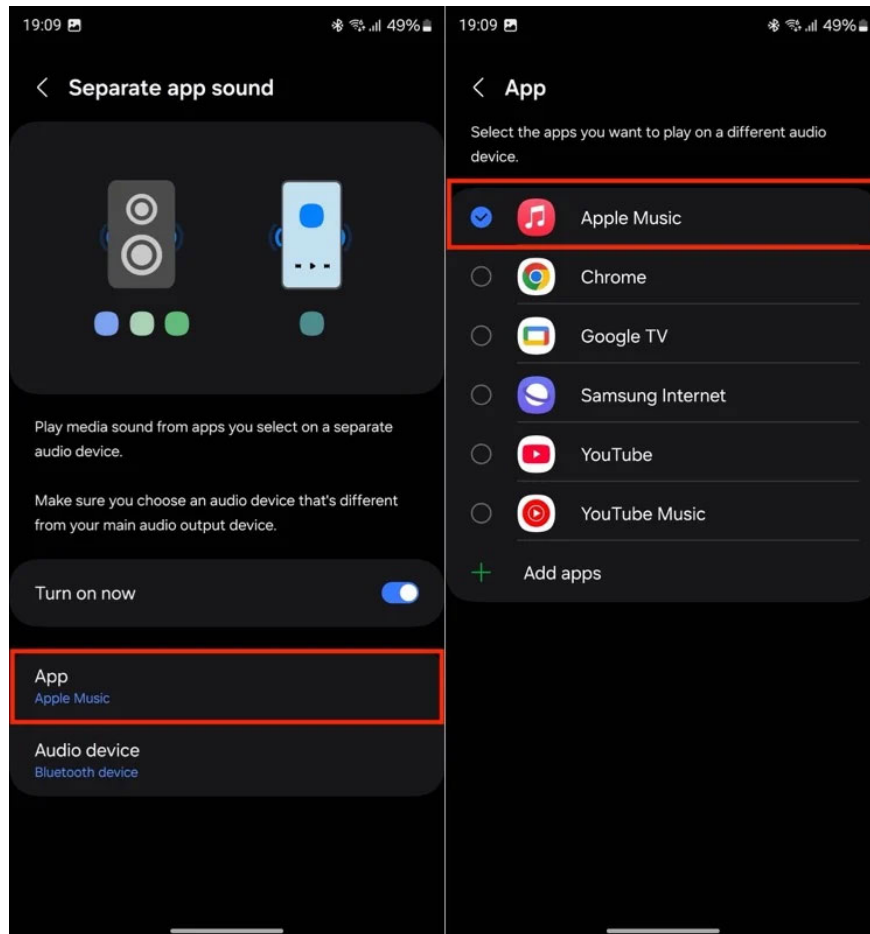 19:09
49%
Separate app sound
Play media sound from apps you select on a separate
audio device.
Make sure you choose an audio device that's different
from your main audio output device.
Turn on now
App
Apple Music
Audio device
Bluetooth device
19:09
49%
App
Select the apps you want to play on a different audio
device.
Apple Music
Chrome
Google TV
Samsung Internet
YouTube
YouTube Music
Add apps